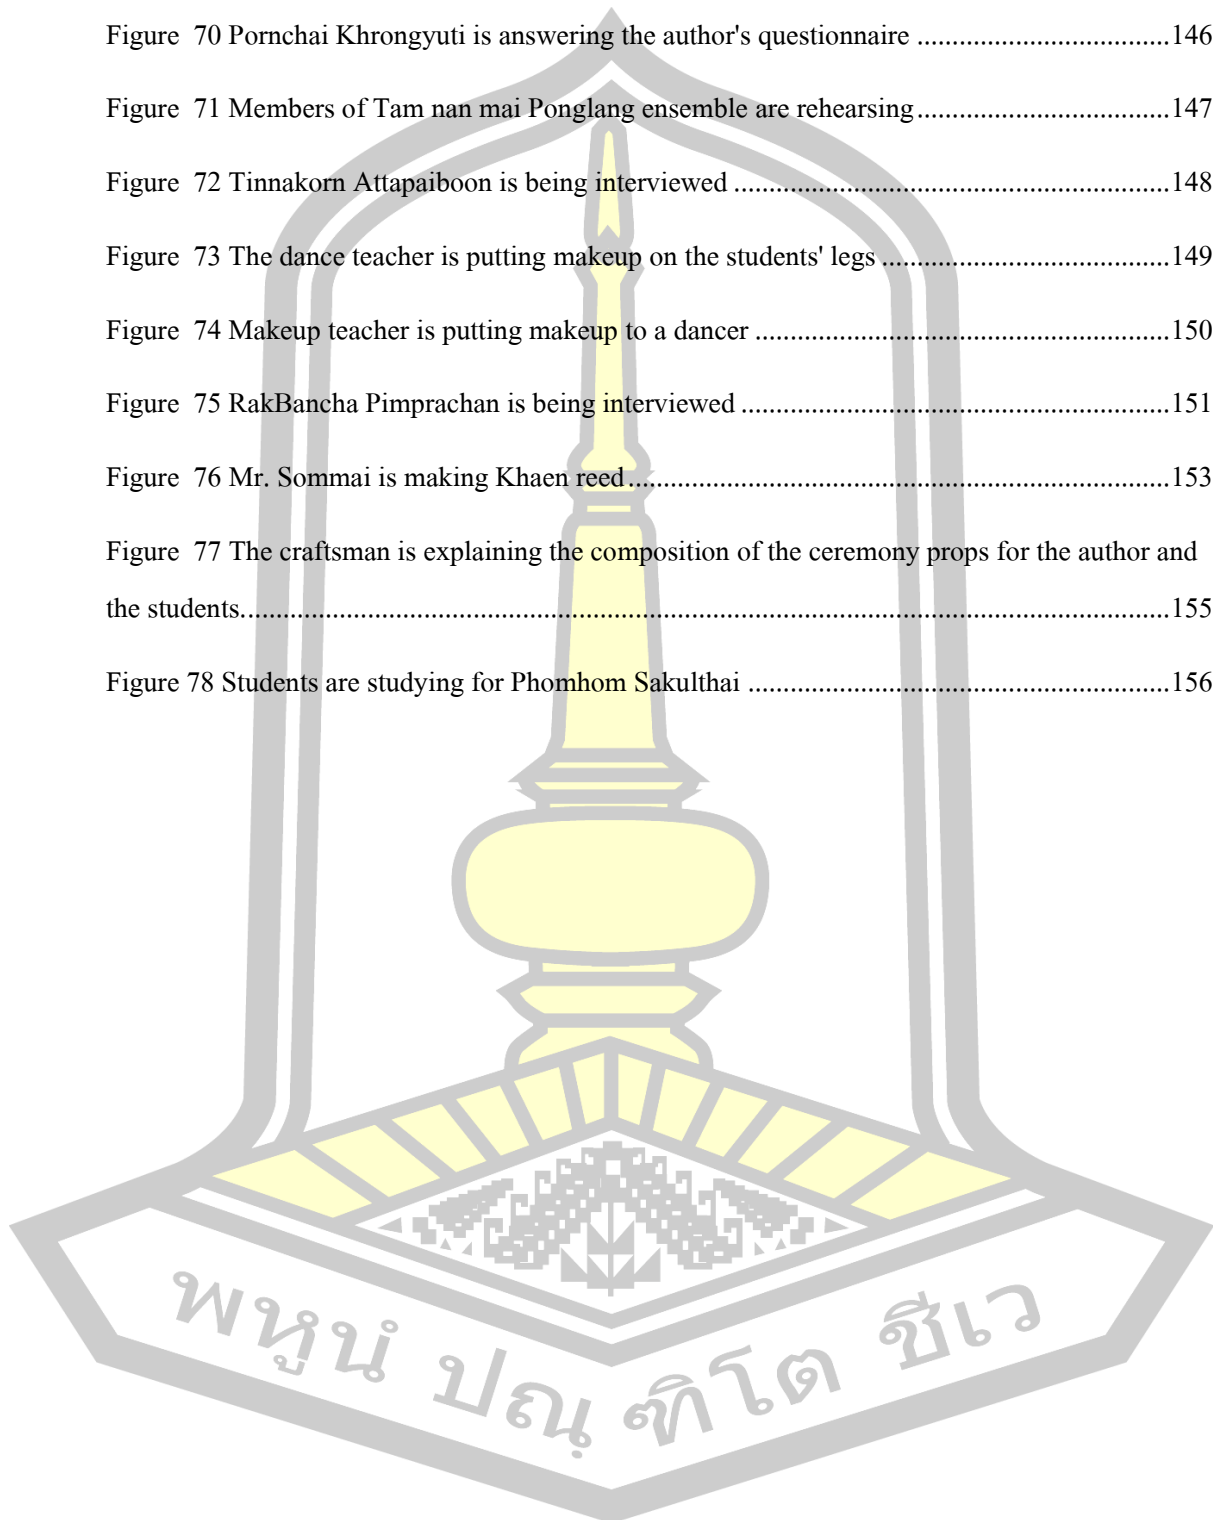 Figure  70 Pornchai Khrongyuti is answering the author's questionnaire ....................................146
Figure  71 Members of Tam nan mai Ponglang ensemble are rehearsing....................................147
Figure  72 Tinnakorn Attapaiboon is being interviewed ..............................................................148
Figure  73 The dance teacher is putting makeup on the students' legs .........................................149
Figure  74 Makeup teacher is putting makeup to a dancer ...........................................................150
Figure  75 RakBancha Pimprachan is being interviewed .............................................................151
Figure  76 Mr. Sommai is making Khaen reed..............................................................................153
Figure  77 The craftsman is explaining the composition of the ceremony props for the author and
the students....................................................................................................................................155
Figure 78 Students are studying for Phomhom Sakulthai ............................................................156
พหูนํ ปณฺ ฑิโต ชีเว